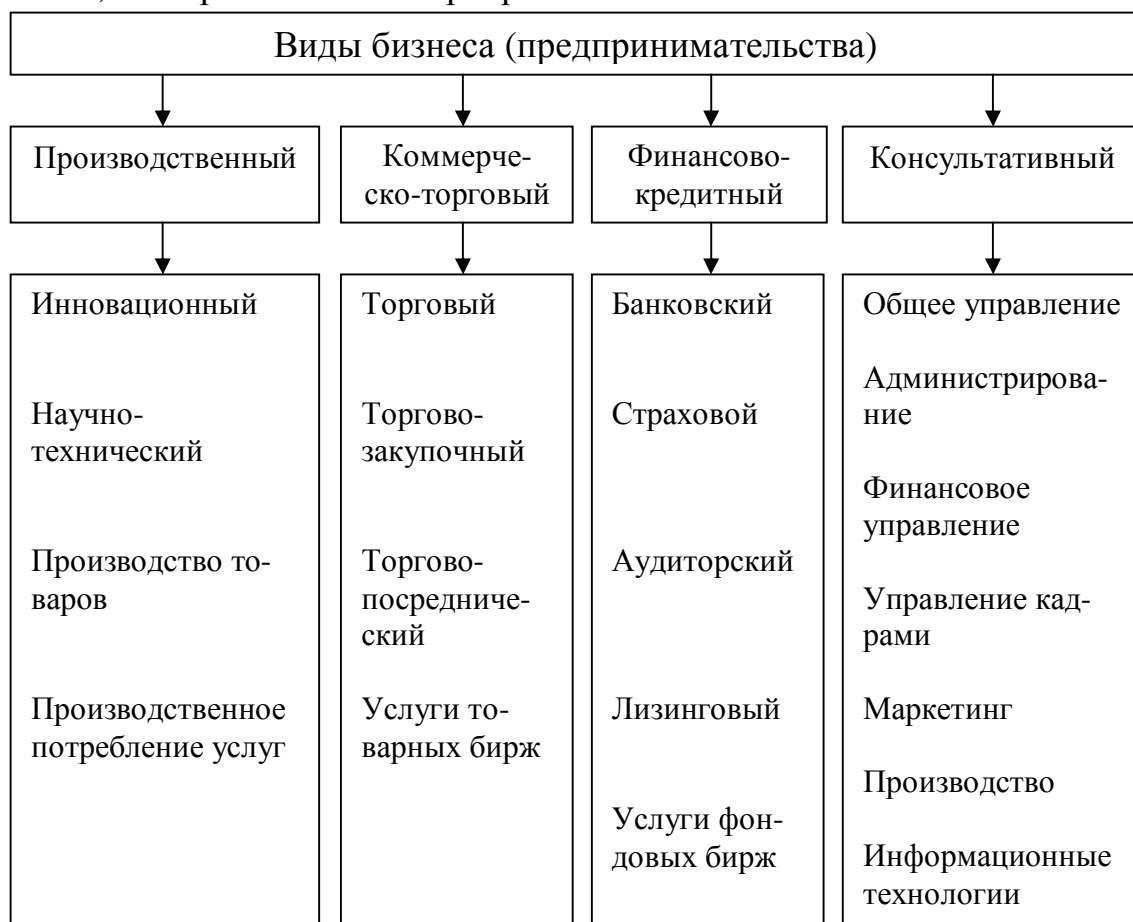 Виды бизнеса (предпринимательства)
Производственный
Коммерче-
ско-торговый
Финансово-
кредитный
Консультативный
Инновационный
Научно-
технический
Производство то-
варов
Производственное
потребление услуг
Торговый
Торгово-
закупочный
Торгово-
посредниче-
ский
Услуги то-
варных бирж
Банковский
Страховой
Аудиторский
Лизинговый
Услуги фон-
довых бирж
Общее управление
Администрирова-
ние
Финансовое
управление
Управление кад-
рами
Маркетинг
Производство
Информационные
технологии